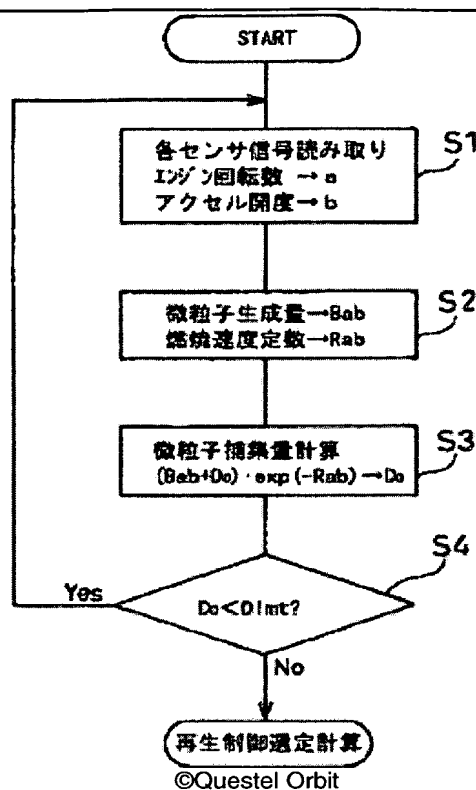 START
各センサ信号読み取り
エンジン回転数 → a
アクセル開度 → b
S1
微粒子生成量→Bab
燃焼速度定数→Rab
S2
微粒子捕集量計算
(Bab+Do)・exp(-Rab)→Do
S3
S4
Do<Dlmt?
Yes
No
再生制御選定計算
©Questel Orbit